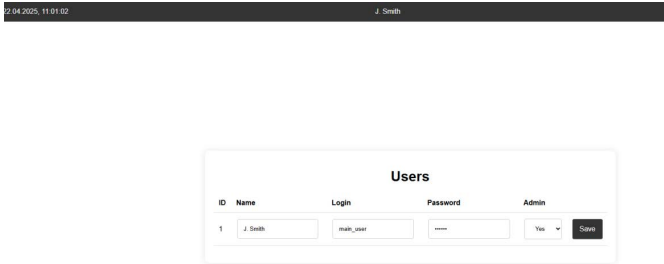 22.04.2025, 11:01:02 J. Smith
Users
ID Name Login Password Admin
1 J. Smith main_user •••••• Yes Save